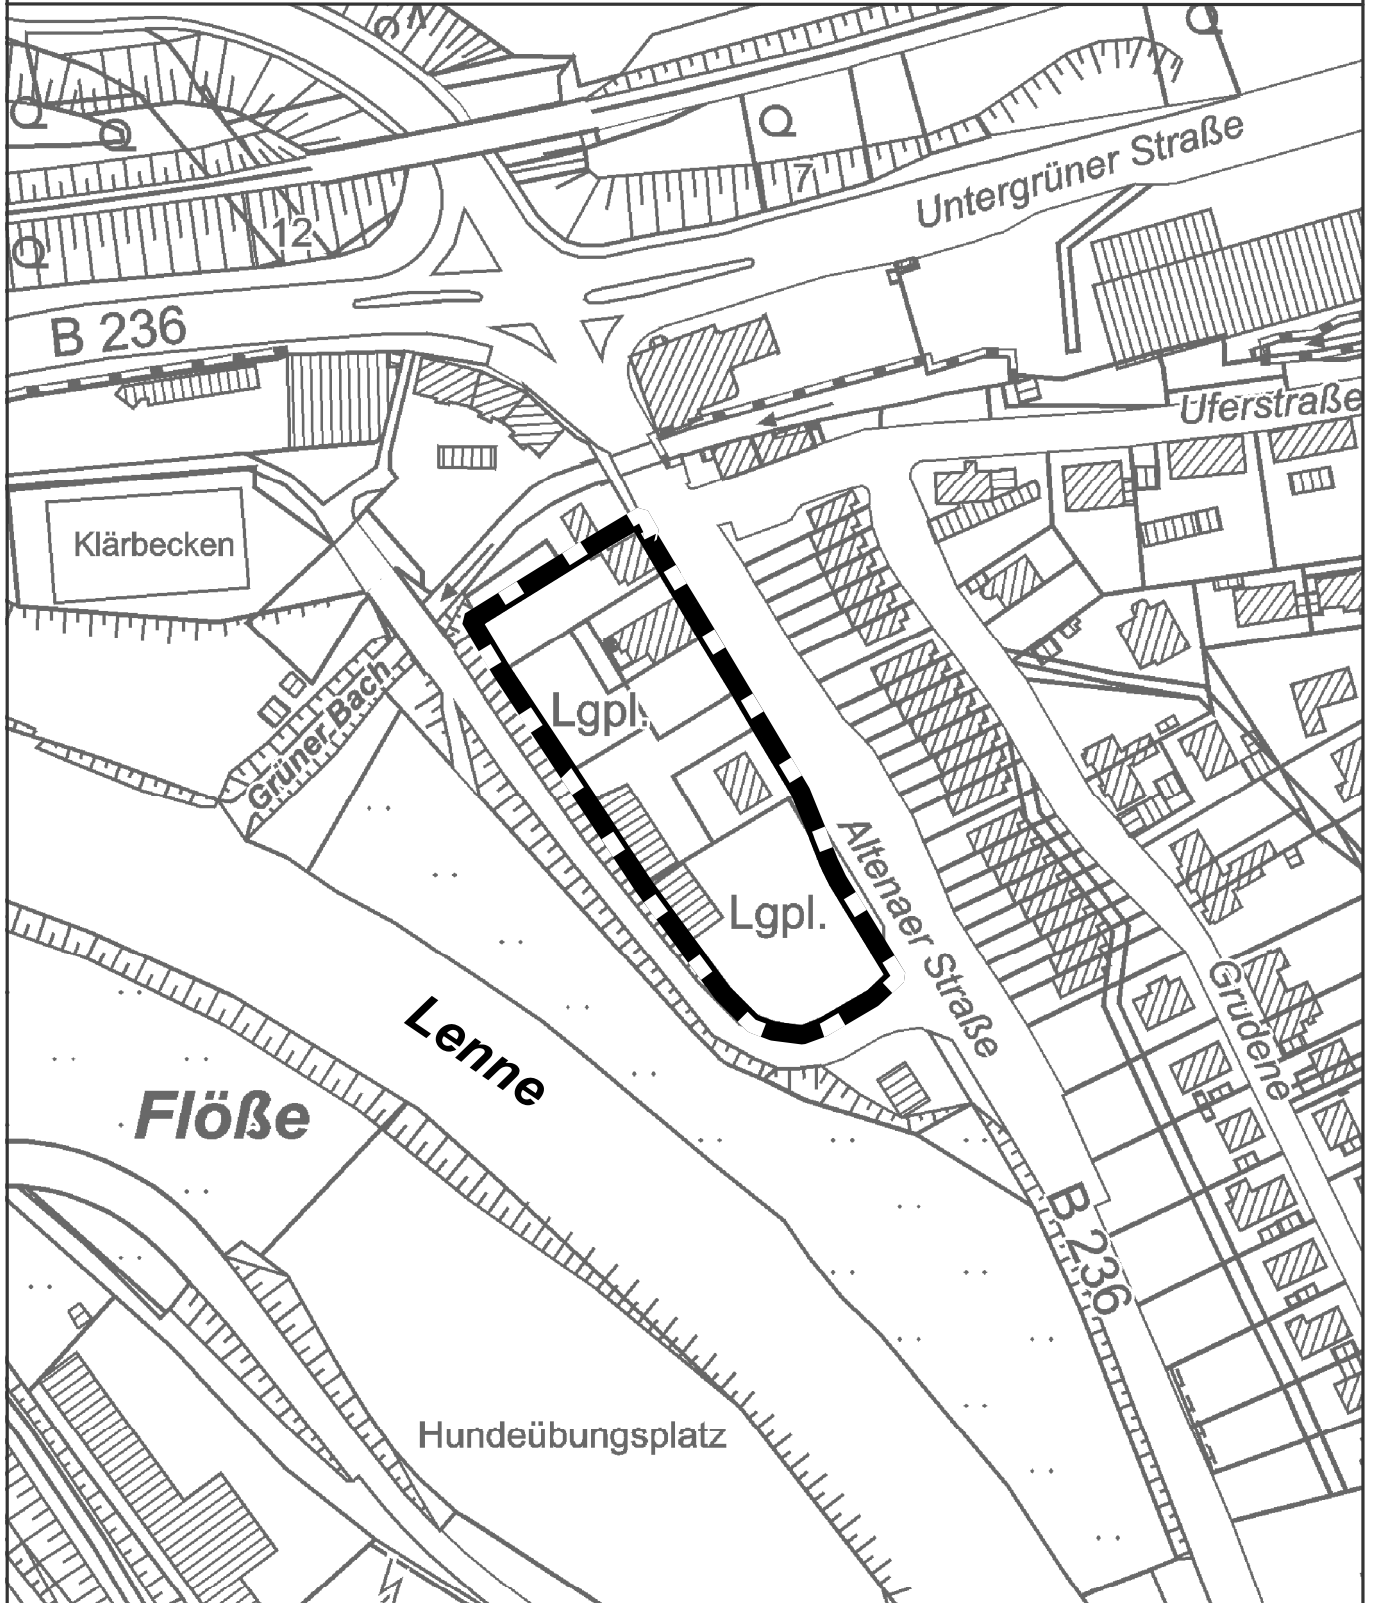 Untergrüner Straße
7
12
B 236
Uferstraße
Klärbecken
Grüner Bach
Lgpl.
Altenaer Straße
Lgpl.
Grudene
Lenne
Flöße
B 236
Hundeübungsplatz